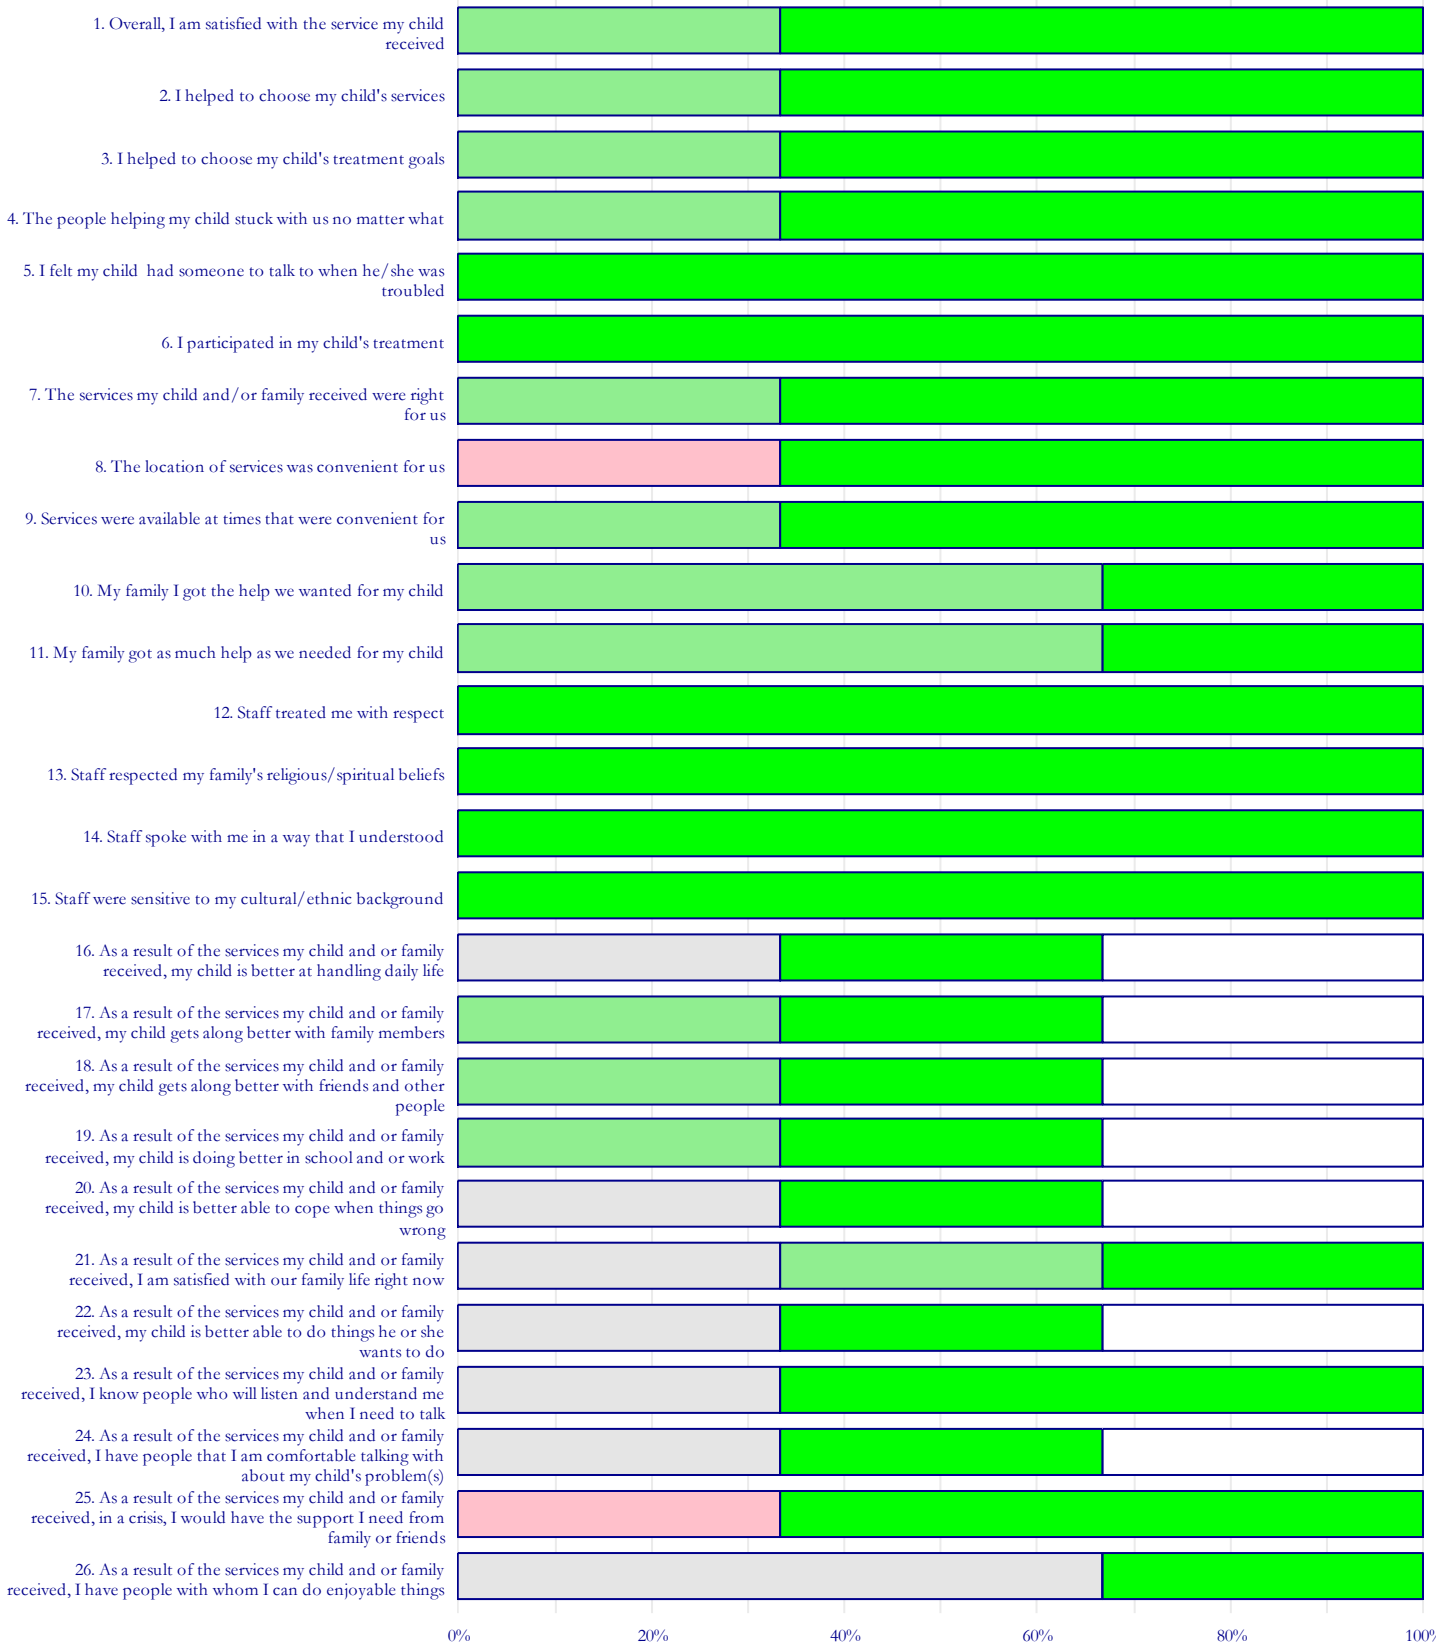 1. Overall, I am satisfied with the service my child
received
2. I helped to choose my child's services
3. I helped to choose my child's treatment goals
4. The people helping my child stuck with us no matter what
5. I felt my child  had someone to talk to when he/she was
troubled
6. I participated in my child's treatment
7. The services my child and/or family received were right
for us
8. The location of services was convenient for us
9. Services were available at times that were convenient for
us
10. My family I got the help we wanted for my child
11. My family got as much help as we needed for my child
12. Staff treated me with respect
13. Staff respected my family's religious/spiritual beliefs
14. Staff spoke with me in a way that I understood
15. Staff were sensitive to my cultural/ethnic background
16. As a result of the services my child and or family
received, my child is better at handling daily life
17. As a result of the services my child and or family
received, my child gets along better with family members
18. As a result of the services my child and or family
received, my child gets along better with friends and other
people
19. As a result of the services my child and or family
received, my child is doing better in school and or work
20. As a result of the services my child and or family
received, my child is better able to cope when things go
wrong
21. As a result of the services my child and or family
received, I am satisfied with our family life right now
22. As a result of the services my child and or family
received, my child is better able to do things he or she
wants to do
23. As a result of the services my child and or family
received, I know people who will listen and understand me
when I need to talk
24. As a result of the services my child and or family
received, I have people that I am comfortable talking with
about my child's problem(s)
25. As a result of the services my child and or family
received, in a crisis, I would have the support I need from
family or friends
26. As a result of the services my child and or family
received, I have people with whom I can do enjoyable things
0% 20% 40% 60% 80% 100%